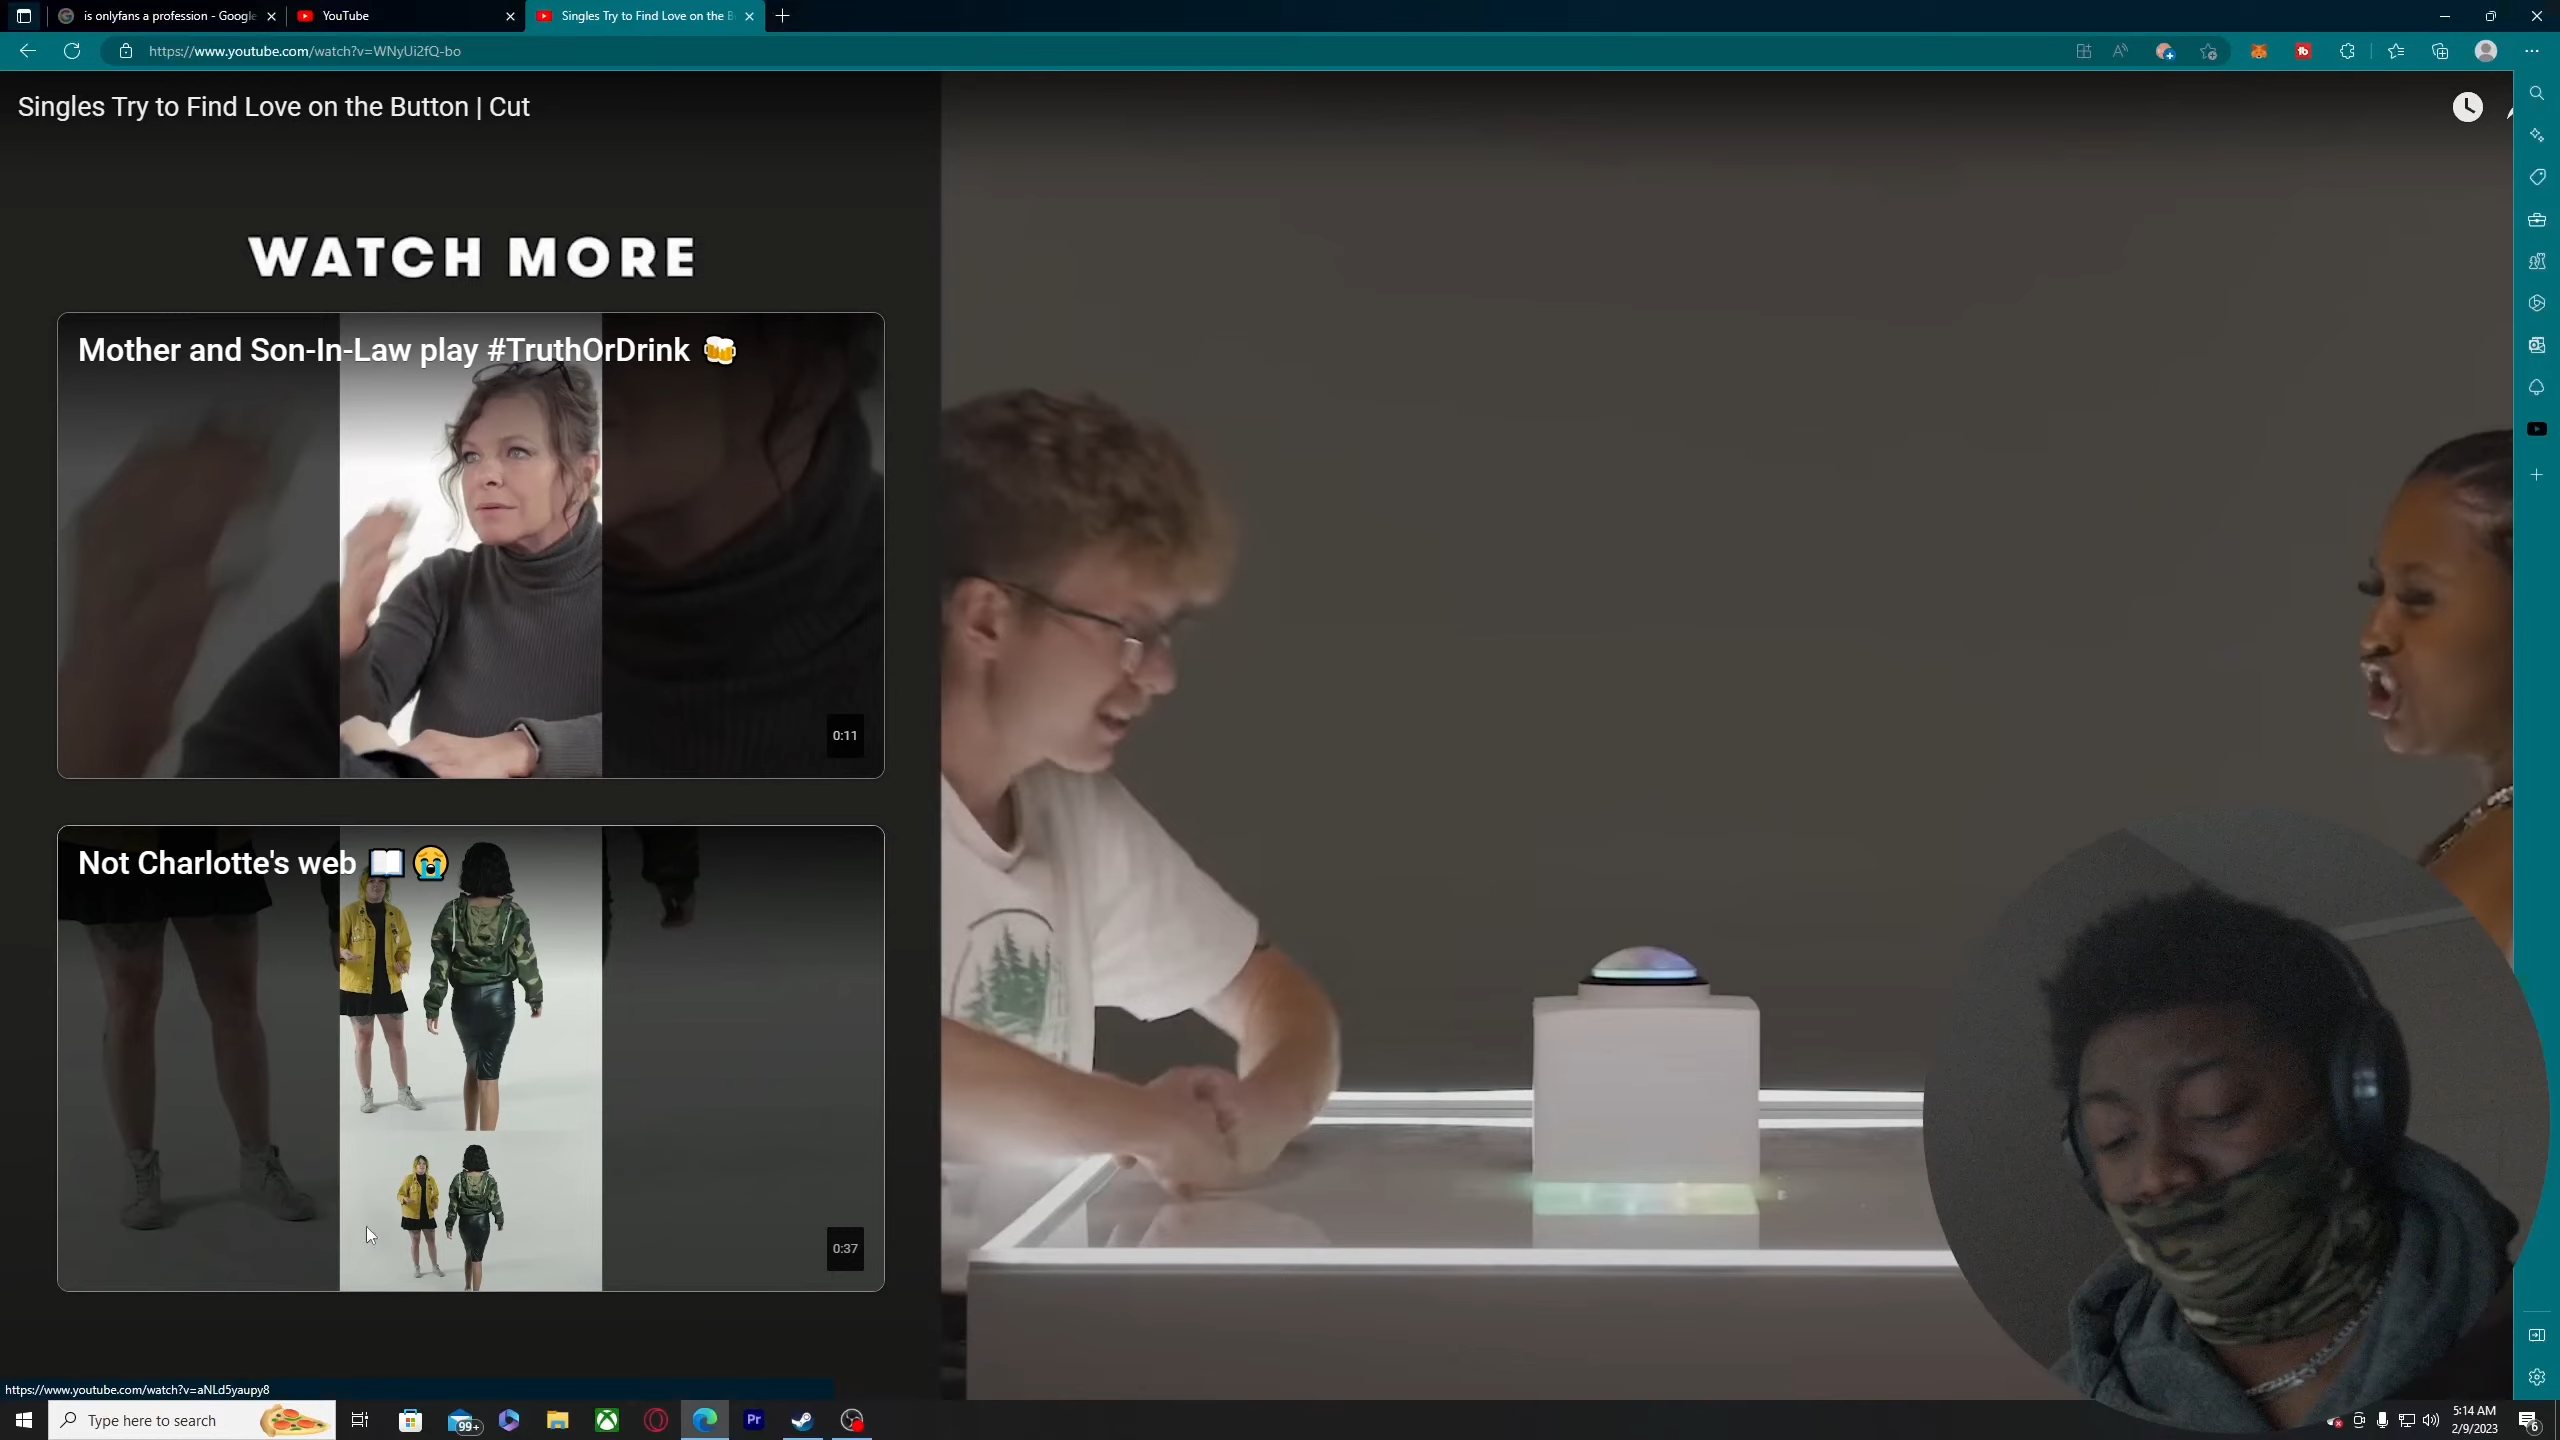 is onlyfans a profession - Google
YouTube
Singles Try to Find Love on the B
https://www.youtube.com/watch?v=WNyUi2fQ-bo
Singles Try to Find Love on the Button | Cut
WATCH MORE
Mother and Son-In-Law play #TruthOrDrink 🍻
0:11
Not Charlotte's web 📖😭
0:37
https://www.youtube.com/watch?v=aNLd5yaupy8
Type here to search
99+
Pr
5:14 AM
2/9/2023
6